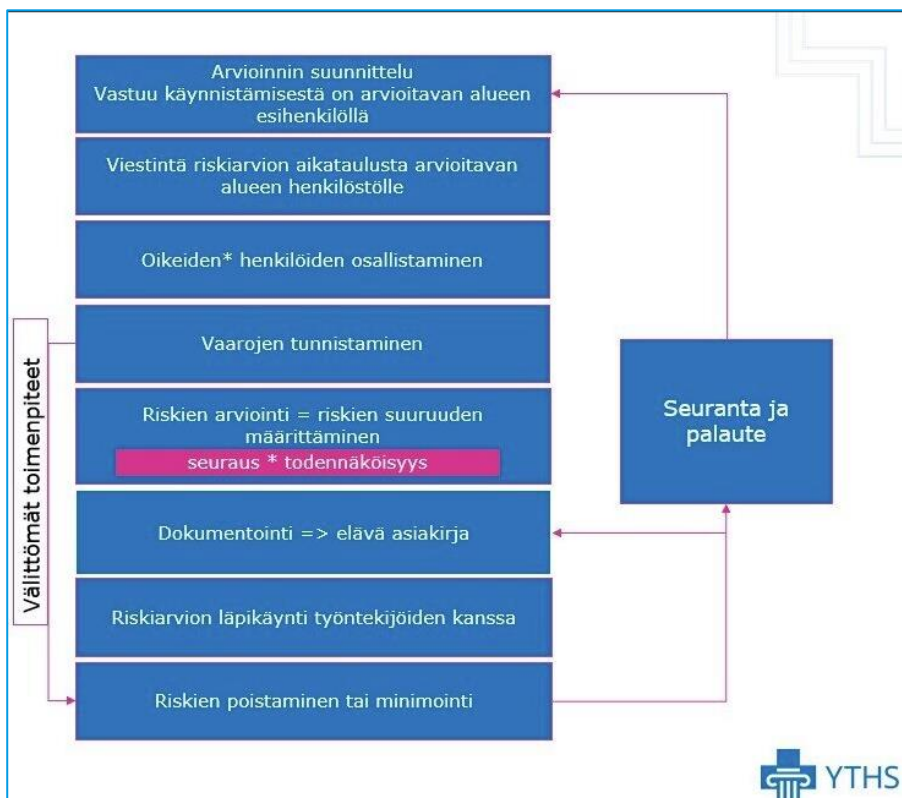 Arvioinnin suunnittelu
Vastuu käynnistämisestä on arvioitavan alueen
esihenkilöllä
Viestintä riskiarvion aikataulusta arvioitavan
alueen henkilöstölle
Oikeiden* henkilöiden osallistaminen
Vaarojen tunnistaminen
Riskien arviointi = riskien suuruuden
määrittäminen
seuraus * todennäköisyys
Dokumentointi => elävä asiakirja
Riskiarvion läpikäynti työntekijöiden kanssa
Riskien poistaminen tai minimointi
Välittömät toimenpiteet
Seuranta ja
palaute
YTHS